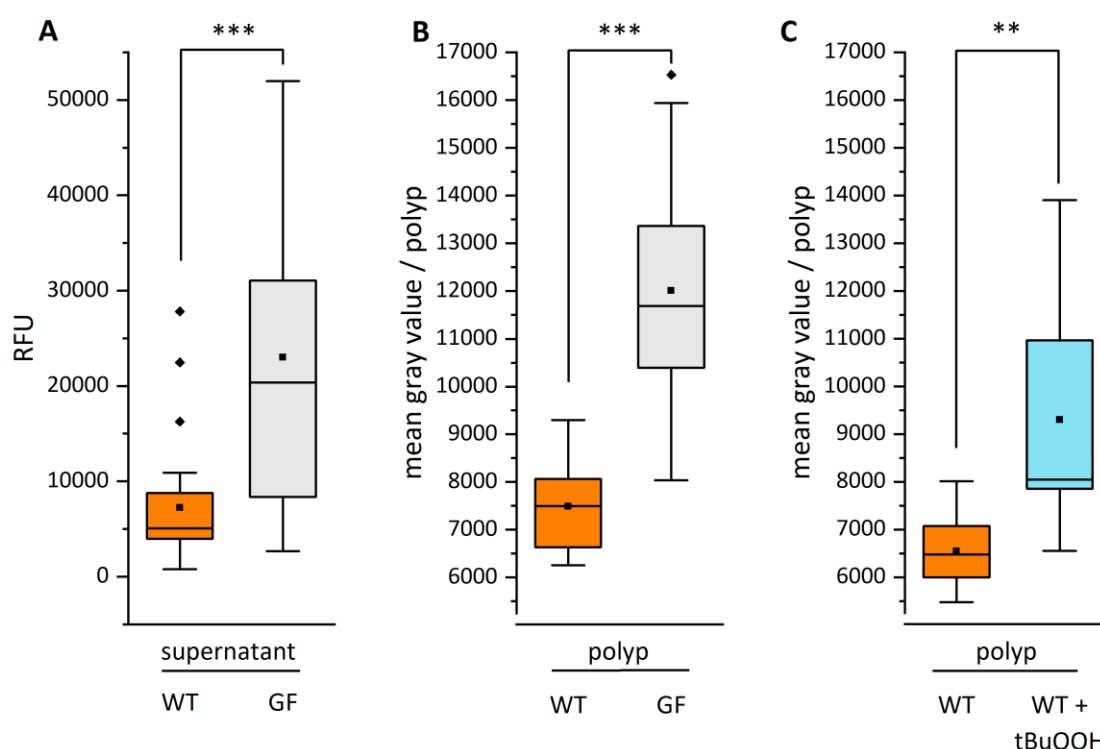 A
***
50000
40000
30000
20000
10000
0
RFU
supernatant
WT GF
B
***
17000
16000
15000
14000
13000
12000
11000
10000
9000
8000
7000
6000
mean gray value / polyp
polyp
WT GF
C
**
17000
16000
15000
14000
13000
12000
11000
10000
9000
8000
7000
6000
mean gray value / polyp
polyp
WT WT +
tBuOOH